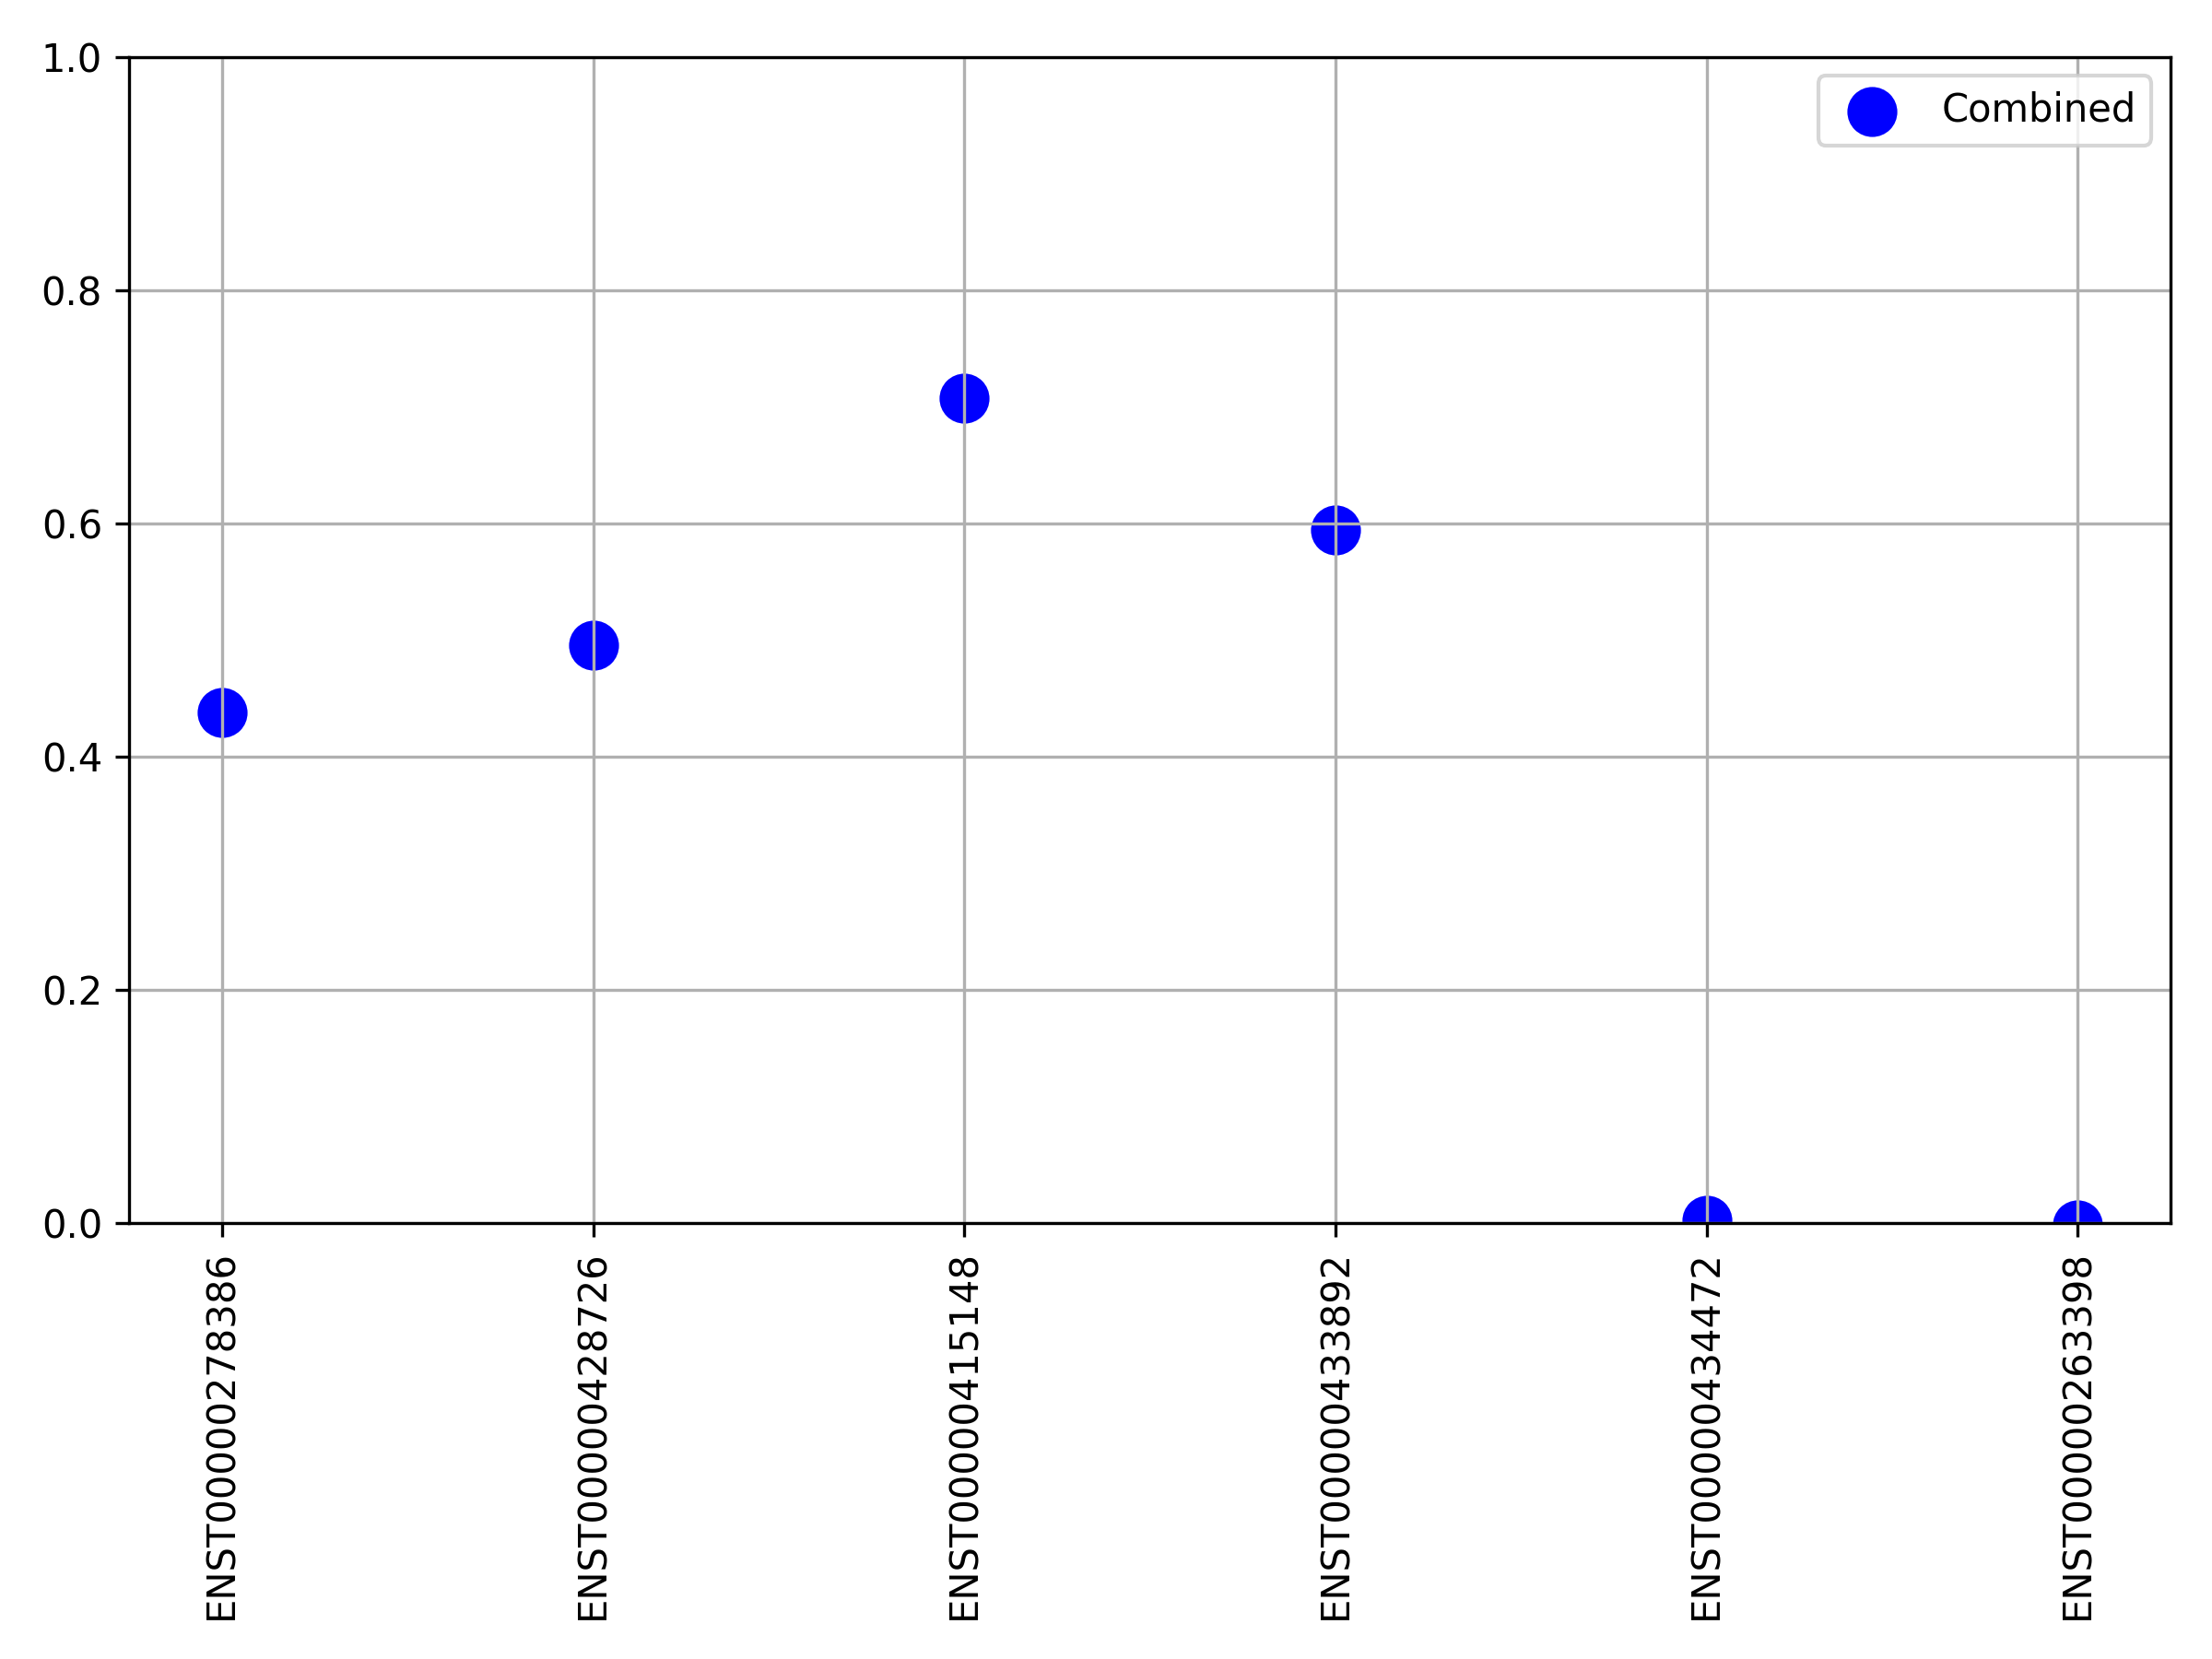 1.0
Combined
0.8
0.6
0.4
0.2
0.0
ENST00000278386
ENST00000428726
ENST00000415148
ENST00000433892
ENST00000434472
ENST00000263398